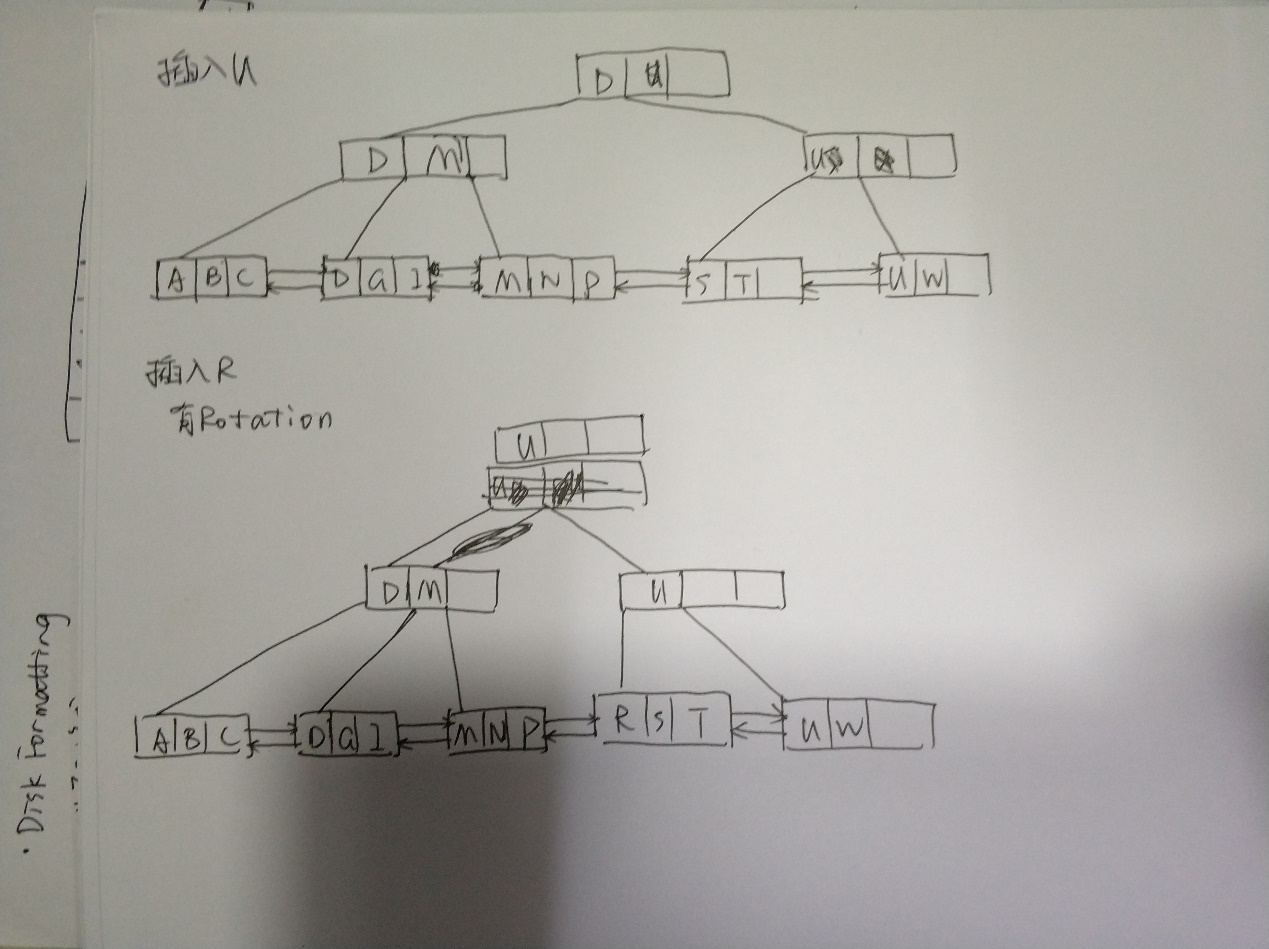 插入U
D
D M
U
A B C D G I M N P S T U W
插入R
有Rotation
U
D M U
A B C D G I M N P R S T U W
· Disk Formatting